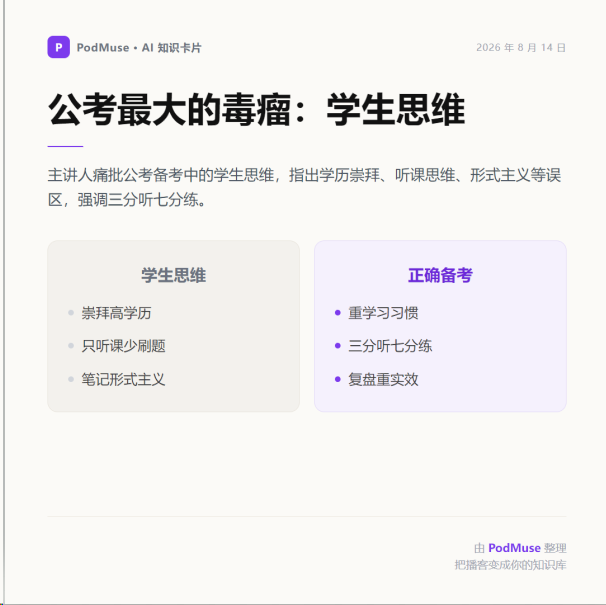 P PodMuse · AI 知识卡片
2026 年 8 月 14 日
公考最大的毒瘤：学生思维
主讲人痛批公考备考中的学生思维，指出学历崇拜、听课思维、形式主义等误
区，强调三分听七分练。
学生思维
崇拜高学历
只听课少刷题
笔记形式主义
正确备考
重学习习惯
三分听七分练
复盘重实效
由 PodMuse 整理
把播客变成你的知识库